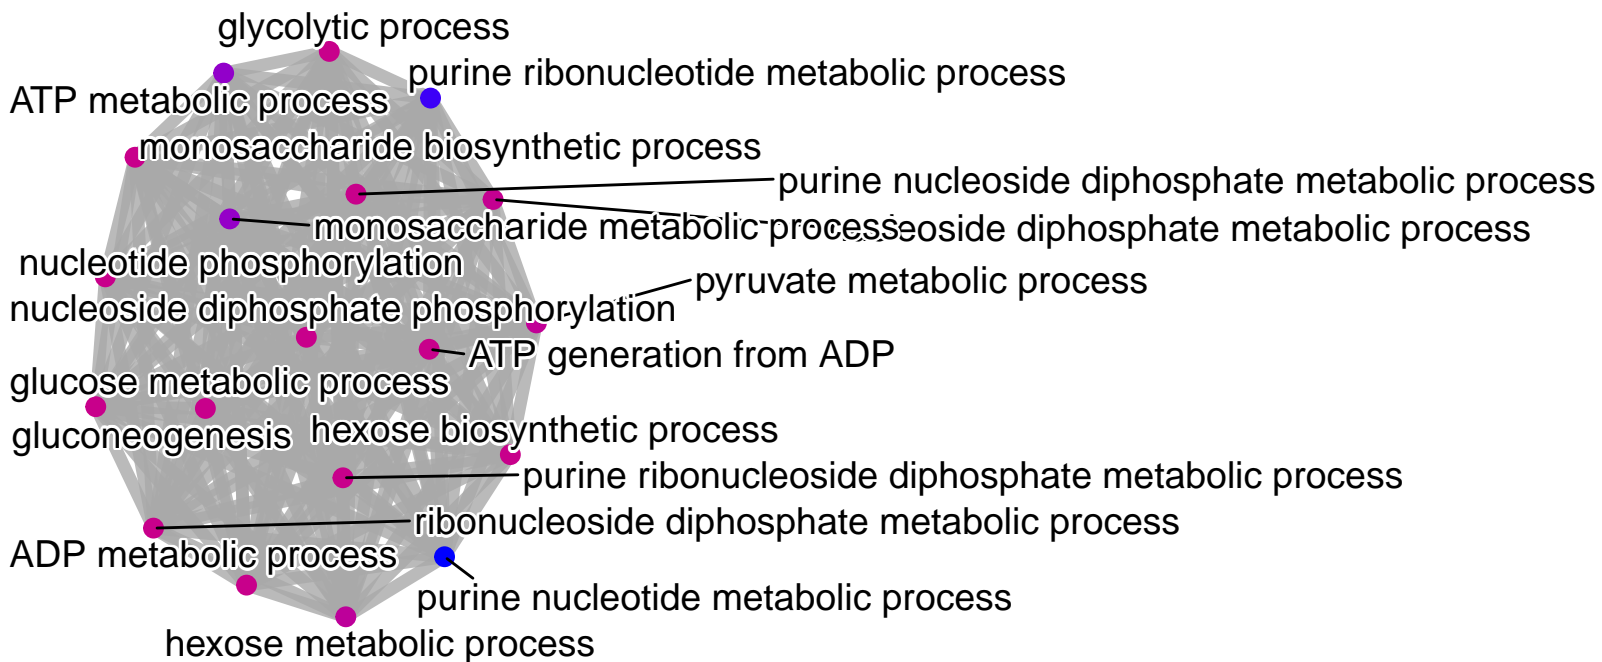 glycolytic process
purine ribonucleotide metabolic process
ATP metabolic process
monosaccharide biosynthetic process
purine nucleoside diphosphate metabolic process
monosaccharide metabolic process
diphosphate metabolic process
nucleotide phosphorylation
pyruvate metabolic process
nucleoside diphosphate phosphorylation
ATP generation from ADP
glucose metabolic process
hexose biosynthetic process
gluconeogenesis
purine ribonucleoside diphosphate metabolic process
ribonucleoside diphosphate metabolic process
ADP metabolic process
purine nucleotide metabolic process
hexose metabolic process